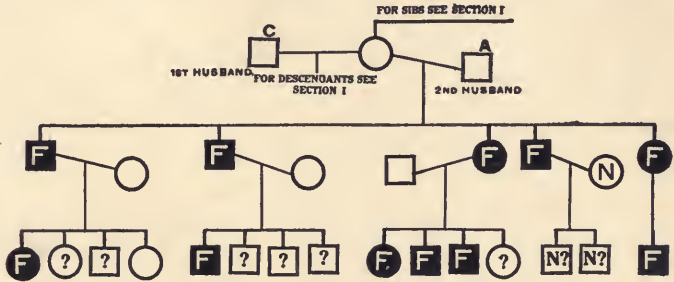 FOR SIBS SEE SECTION I
C
A
1ST HUSBAND
FOR DESCENDANTS SEE
SECTION I
2ND HUSBAND
F F F F N F
F ? ? F ? ? ? F F F ? N? N? F